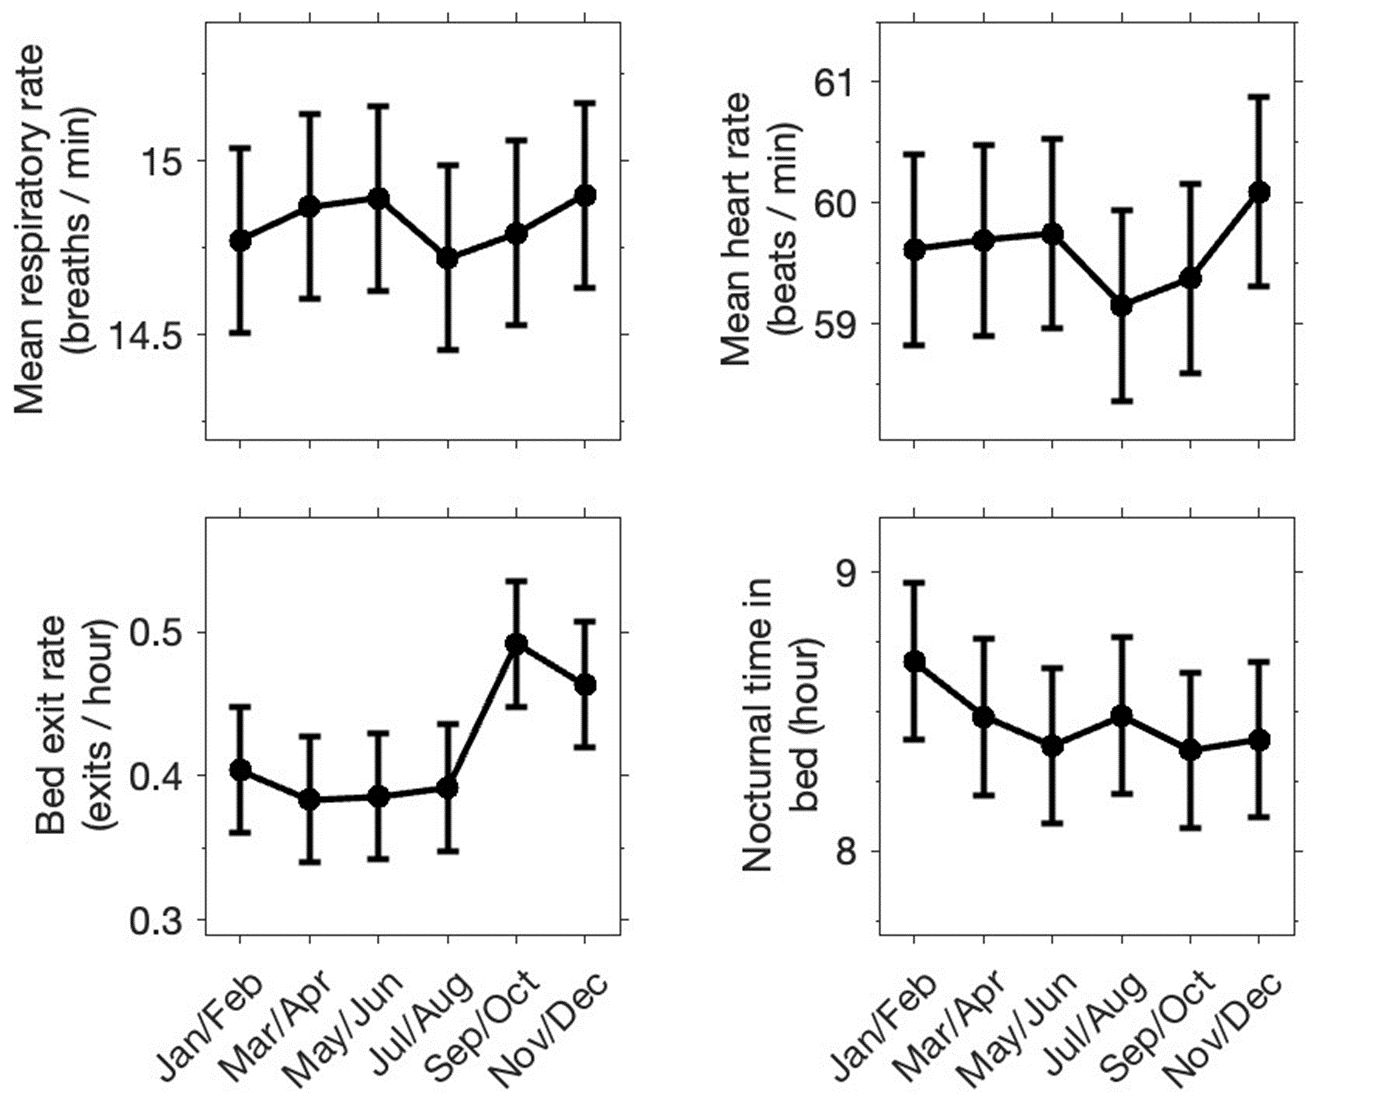 Mean respiratory rate
(breaths / min)
15
14.5
Mean heart rate
(beats / min)
61
60
59
Bed exit rate
(exits / hour)
0.5
0.4
0.3
Jan/Feb
Mar/Apr
May/Jun
Jul/Aug
Sep/Oct
Nov/Dec
Nocturnal time in
bed (hour)
9
8
Jan/Feb
Mar/Apr
May/Jun
Jul/Aug
Sep/Oct
Nov/Dec